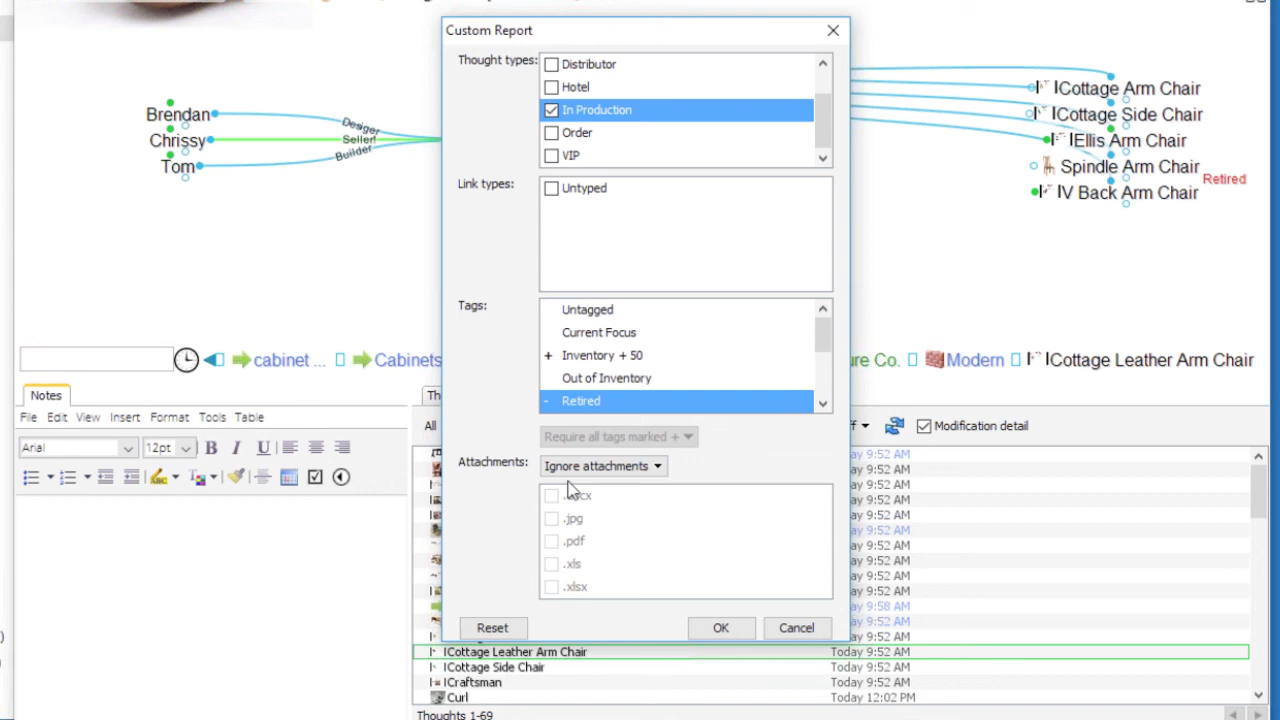 Custom Report
Thought types:
Distributor
Hotel
In Production
Order
VIP
Link types:
Untyped
Tags:
Untagged
Current Focus
+ Inventory + 50
Out of Inventory
- Retired
Require all tags marked +
Attachments:
Ignore attachments
.jpg
.pdf
.xls
.xlsx
Reset
OK
Cancel
Brendan
Chrissy
Tom
Desiger
Seller!
Builder
ICottage Arm Chair
ICottage Side Chair
IEllis Arm Chair
Spindle Arm Chair
Retired
IV Back Arm Chair
cabinet ...
Cabinets
ure Co.
Modern
ICottage Leather Arm Chair
Notes
File Edit View Insert Format Tools Table
Arial 12pt B I U
All
Modification detail
ay 9:52 AM
ay 9:52 AM
ay 9:52 AM
ay 9:52 AM
ay 9:52 AM
ay 9:52 AM
ay 9:52 AM
ay 9:52 AM
ay 9:52 AM
ay 9:52 AM
ay 9:58 AM
ay 9:52 AM
ay 9:52 AM
ICottage Leather Arm Chair Today 9:52 AM
ICottage Side Chair Today 9:52 AM
ICraftsman Today 9:52 AM
Curl Today 12:02 PM
Thoughts 1-69